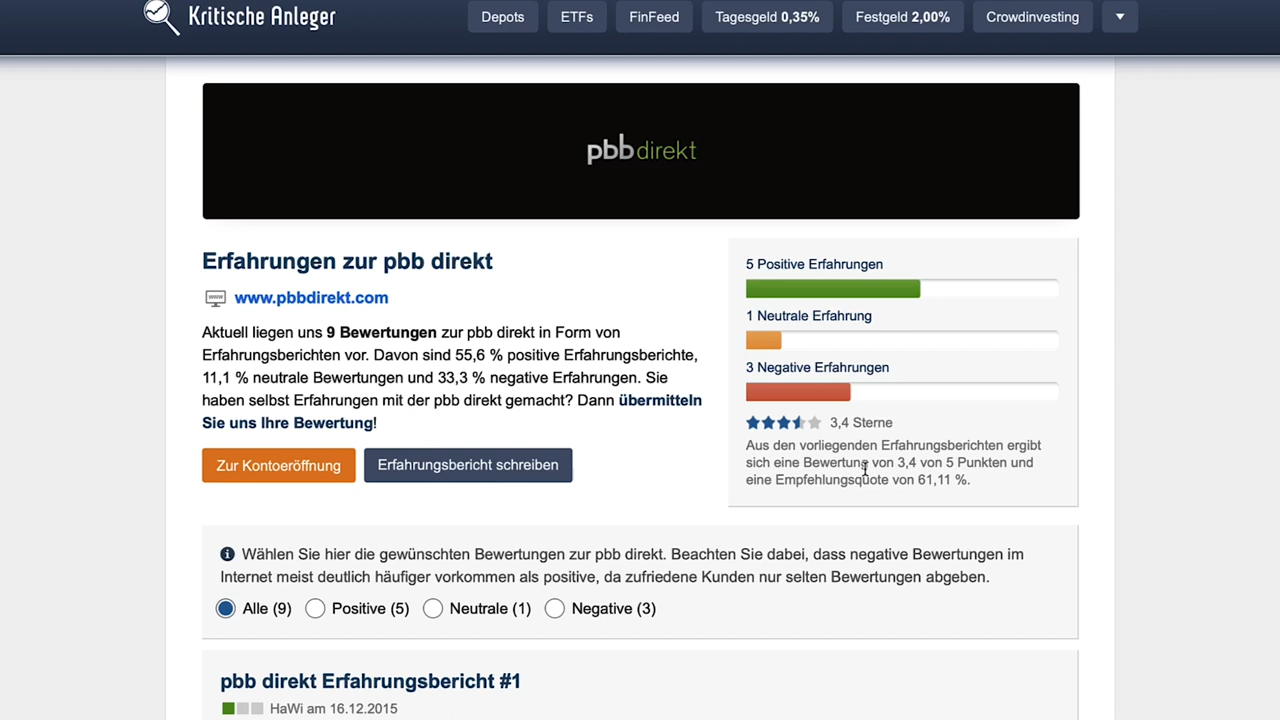 Kritische Anleger
Depots
ETFs
FinFeed
Tagesgeld 0,35%
Festgeld 2,00%
Crowdinvesting
pbb direkt
Erfahrungen zur pbb direkt
www
www.pbbdirekt.com
Aktuell liegen uns 9 Bewertungen zur pbb direkt in Form von
Erfahrungsberichten vor. Davon sind 55,6 % positive Erfahrungsberichte,
11,1 % neutrale Bewertungen und 33,3 % negative Erfahrungen. Sie
haben selbst Erfahrungen mit der pbb direkt gemacht? Dann übermitteln
Sie uns Ihre Bewertung!
Zur Kontoeröffnung
Erfahrungsbericht schreiben
5 Positive Erfahrungen
1 Neutrale Erfahrung
3 Negative Erfahrungen
3,4 Sterne
Aus den vorliegenden Erfahrungsberichten ergibt
sich eine Bewertung von 3,4 von 5 Punkten und
eine Empfehlungsquote von 61,11 %.
Wählen Sie hier die gewünschten Bewertungen zur pbb direkt. Beachten Sie dabei, dass negative Bewertungen im
Internet meist deutlich häufiger vorkommen als positive, da zufriedene Kunden nur selten Bewertungen abgeben.
Alle (9)
Positive (5)
Neutrale (1)
Negative (3)
pbb direkt Erfahrungsbericht #1
HaWi am 16.12.2015